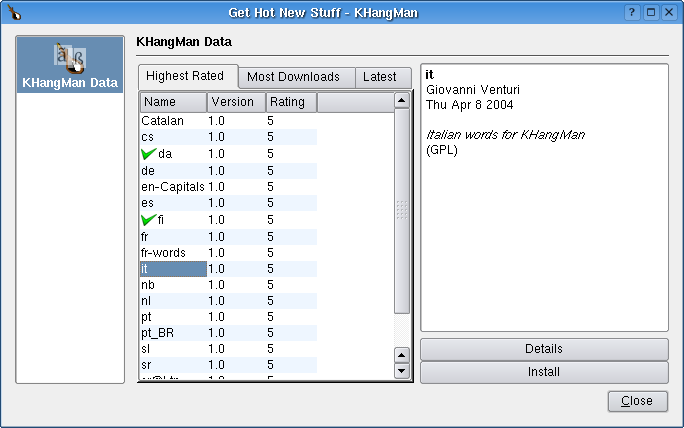 Get Hot New Stuff - KHangMan
KHangMan Data
KHangMan Data
Highest Rated Most Downloads Latest
Name Version Rating
Catalan 1.0 5
cs 1.0 5
da 1.0 5
de 1.0 5
en-Capitals 1.0 5
es 1.0 5
fi 1.0 5
fr 1.0 5
fr-words 1.0 5
it 1.0 5
nb 1.0 5
nl 1.0 5
pt 1.0 5
pt_BR 1.0 5
sl 1.0 5
sr 1.0 5
1.0 5
it
Giovanni Venturi
Thu Apr 8 2004
Italian words for KHangMan
(GPL)
Details
Install
Close